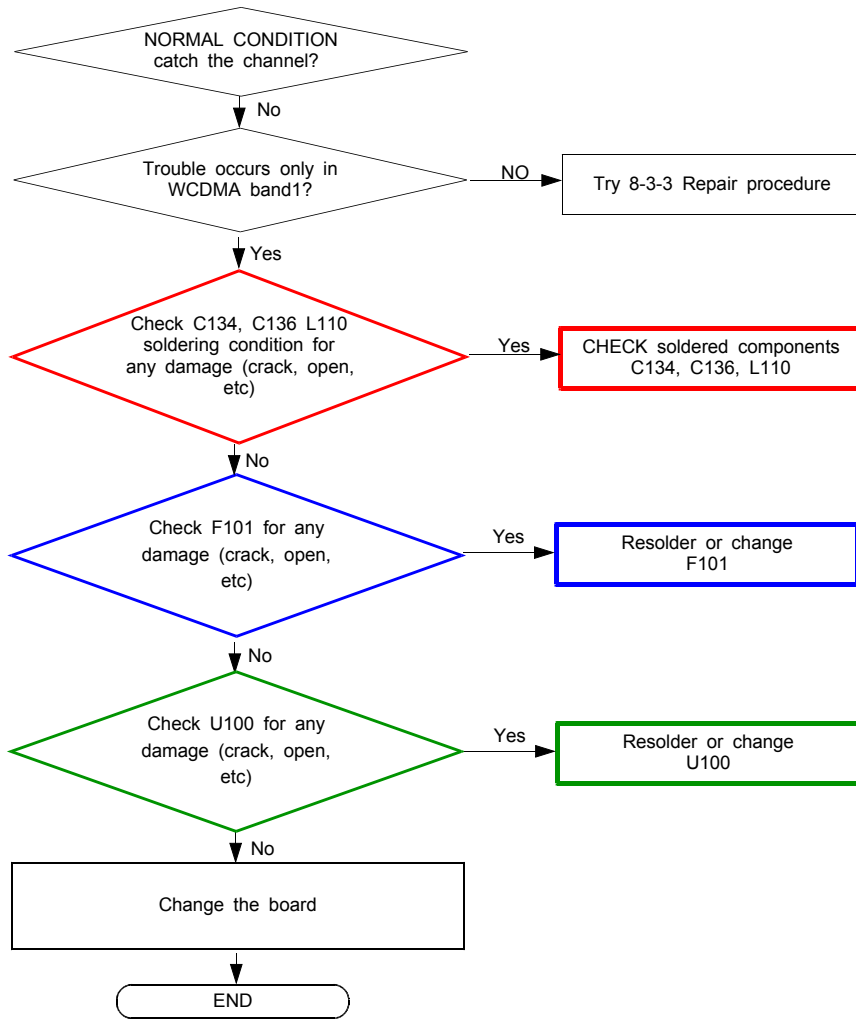 NORMAL CONDITION
catch the channel?
No
Trouble occurs only in
WCDMA band1?
NO
Try 8-3-3 Repair procedure
Yes
Check C134, C136 L110
soldering condition for
any damage (crack, open,
etc)
Yes
CHECK soldered components
C134, C136, L110
No
Check F101 for any
damage (crack, open,
etc)
Yes
Resolder or change
F101
No
Check U100 for any
damage (crack, open,
etc)
Yes
Resolder or change
U100
No
Change the board
END